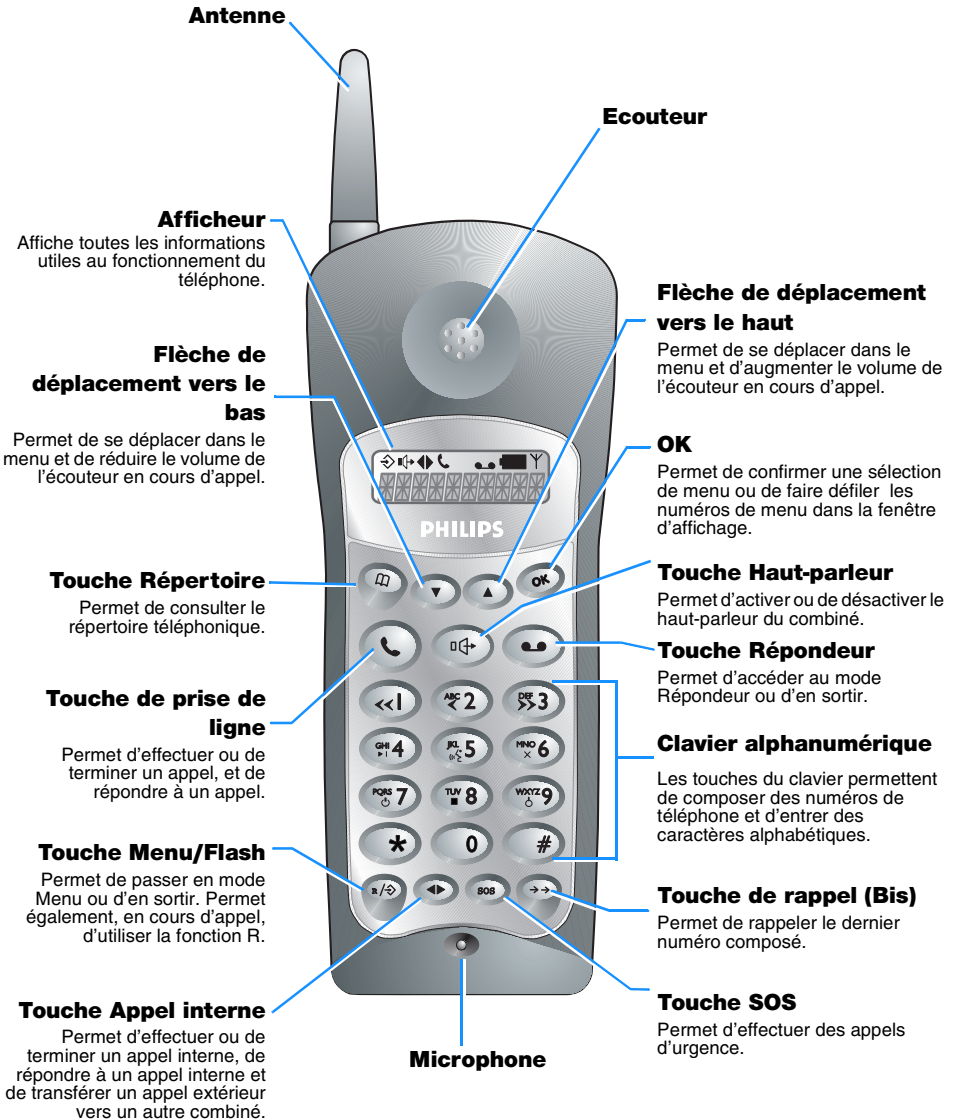 Antenne
Ecouteur
Afficheur
Affiche toutes les informations
utiles au fonctionnement du
téléphone.
Flèche de déplacement
vers le haut
Permet de se déplacer dans le
menu et d'augmenter le volume de
l'écouteur en cours d'appel.
Flèche de
déplacement vers le
bas
Permet de se déplacer dans le
menu et de réduire le volume de
l'écouteur en cours d'appel.
OK
Permet de confirmer une sélection
de menu ou de faire défiler les
numéros de menu dans la fenêtre
d'affichage.
PHILIPS
OK
Touche Répertoire
Permet de consulter le
répertoire téléphonique.
Touche Haut-parleur
Permet d'activer ou de désactiver le
haut-parleur du combiné.
Touche Répondeur
Permet d'accéder au mode
Répondeur ou d'en sortir.
Touche de prise de
ligne
Permet d'effectuer ou de
terminer un appel, et de
répondre à un appel.
1
ABC 2
DEF 3
GHI 4
JKL 5
MNO 6
PQRS 7
TUV 8
WXYZ 9
* 0 #
Clavier alphanumérique
Les touches du clavier permettent
de composer des numéros de
téléphone et d'entrer des
caractères alphabétiques.
Touche Menu/Flash
Permet de passer en mode
Menu ou d'en sortir. Permet
également, en cours d'appel,
d'utiliser la fonction R.
R/
SOS
Touche de rappel (Bis)
Permet de rappeler le dernier
numéro composé.
Touche Appel interne
Permet d'effectuer ou de
terminer un appel interne, de
répondre à un appel interne et
de transférer un appel extérieur
vers un autre combiné.
Microphone
Touche SOS
Permet d'effectuer des appels
d'urgence.